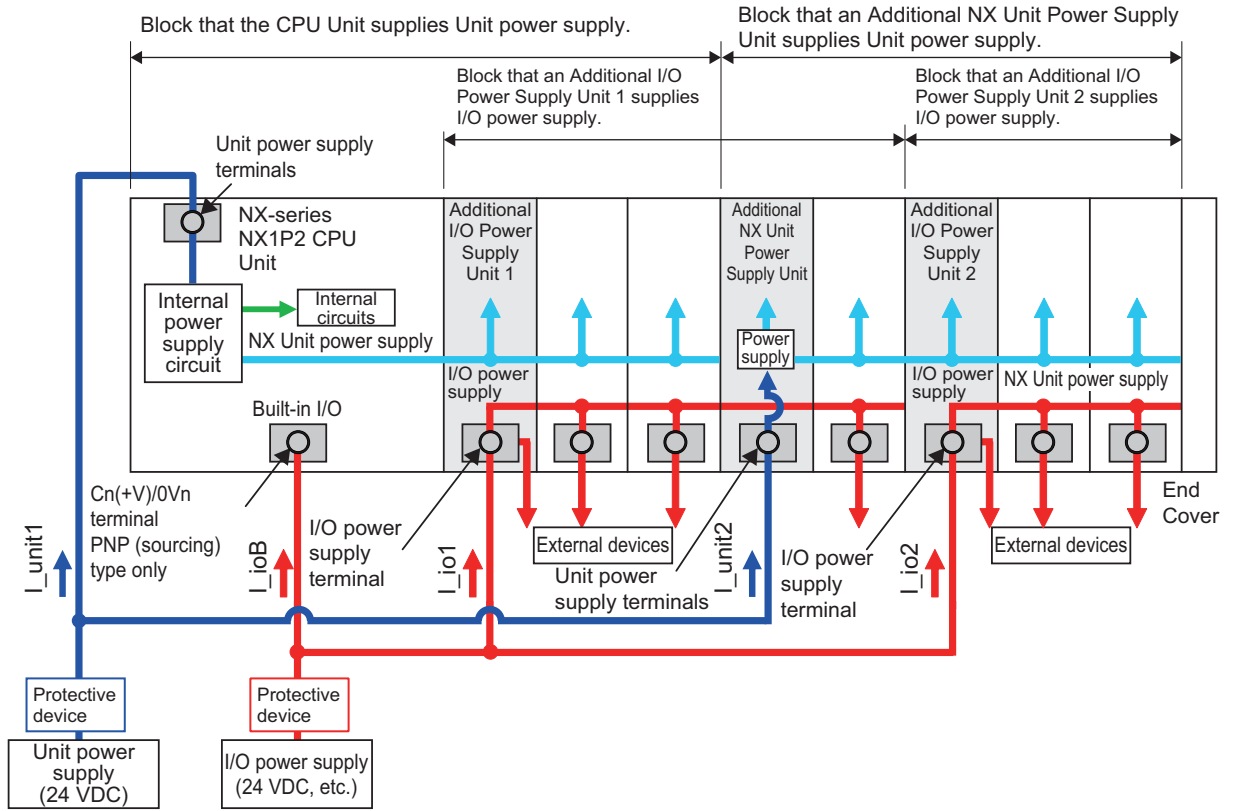 Block that the CPU Unit supplies Unit power supply.
Block that an Additional NX Unit Power Supply
Unit supplies Unit power supply.
Block that an Additional I/O
Power Supply Unit 1 supplies
I/O power supply.
Block that an Additional I/O
Power Supply Unit 2 supplies
I/O power supply.
Unit power supply
terminals
NX-series
NX1P2 CPU
Unit
Additional
I/O Power
Supply
Unit 1
Additional
NX Unit
Power
Supply Unit
Additional
I/O Power
Supply
Unit 2
Internal
power
supply
circuit
Internal
circuits
NX Unit power supply
Power
supply
I/O power
supply
I/O power
supply
NX Unit power supply
Built-in I/O
Cn(+V)/0Vn
terminal
PNP (sourcing)
type only
I/O power
supply
terminal
External devices
Unit power
supply terminals
I/O power
supply
terminal
External devices
End
Cover
I_unit1
I_ioB
I_io1
I_unit2
I_io2
Protective
device
Protective
device
Unit power
supply
(24 VDC)
I/O power supply
(24 VDC, etc.)